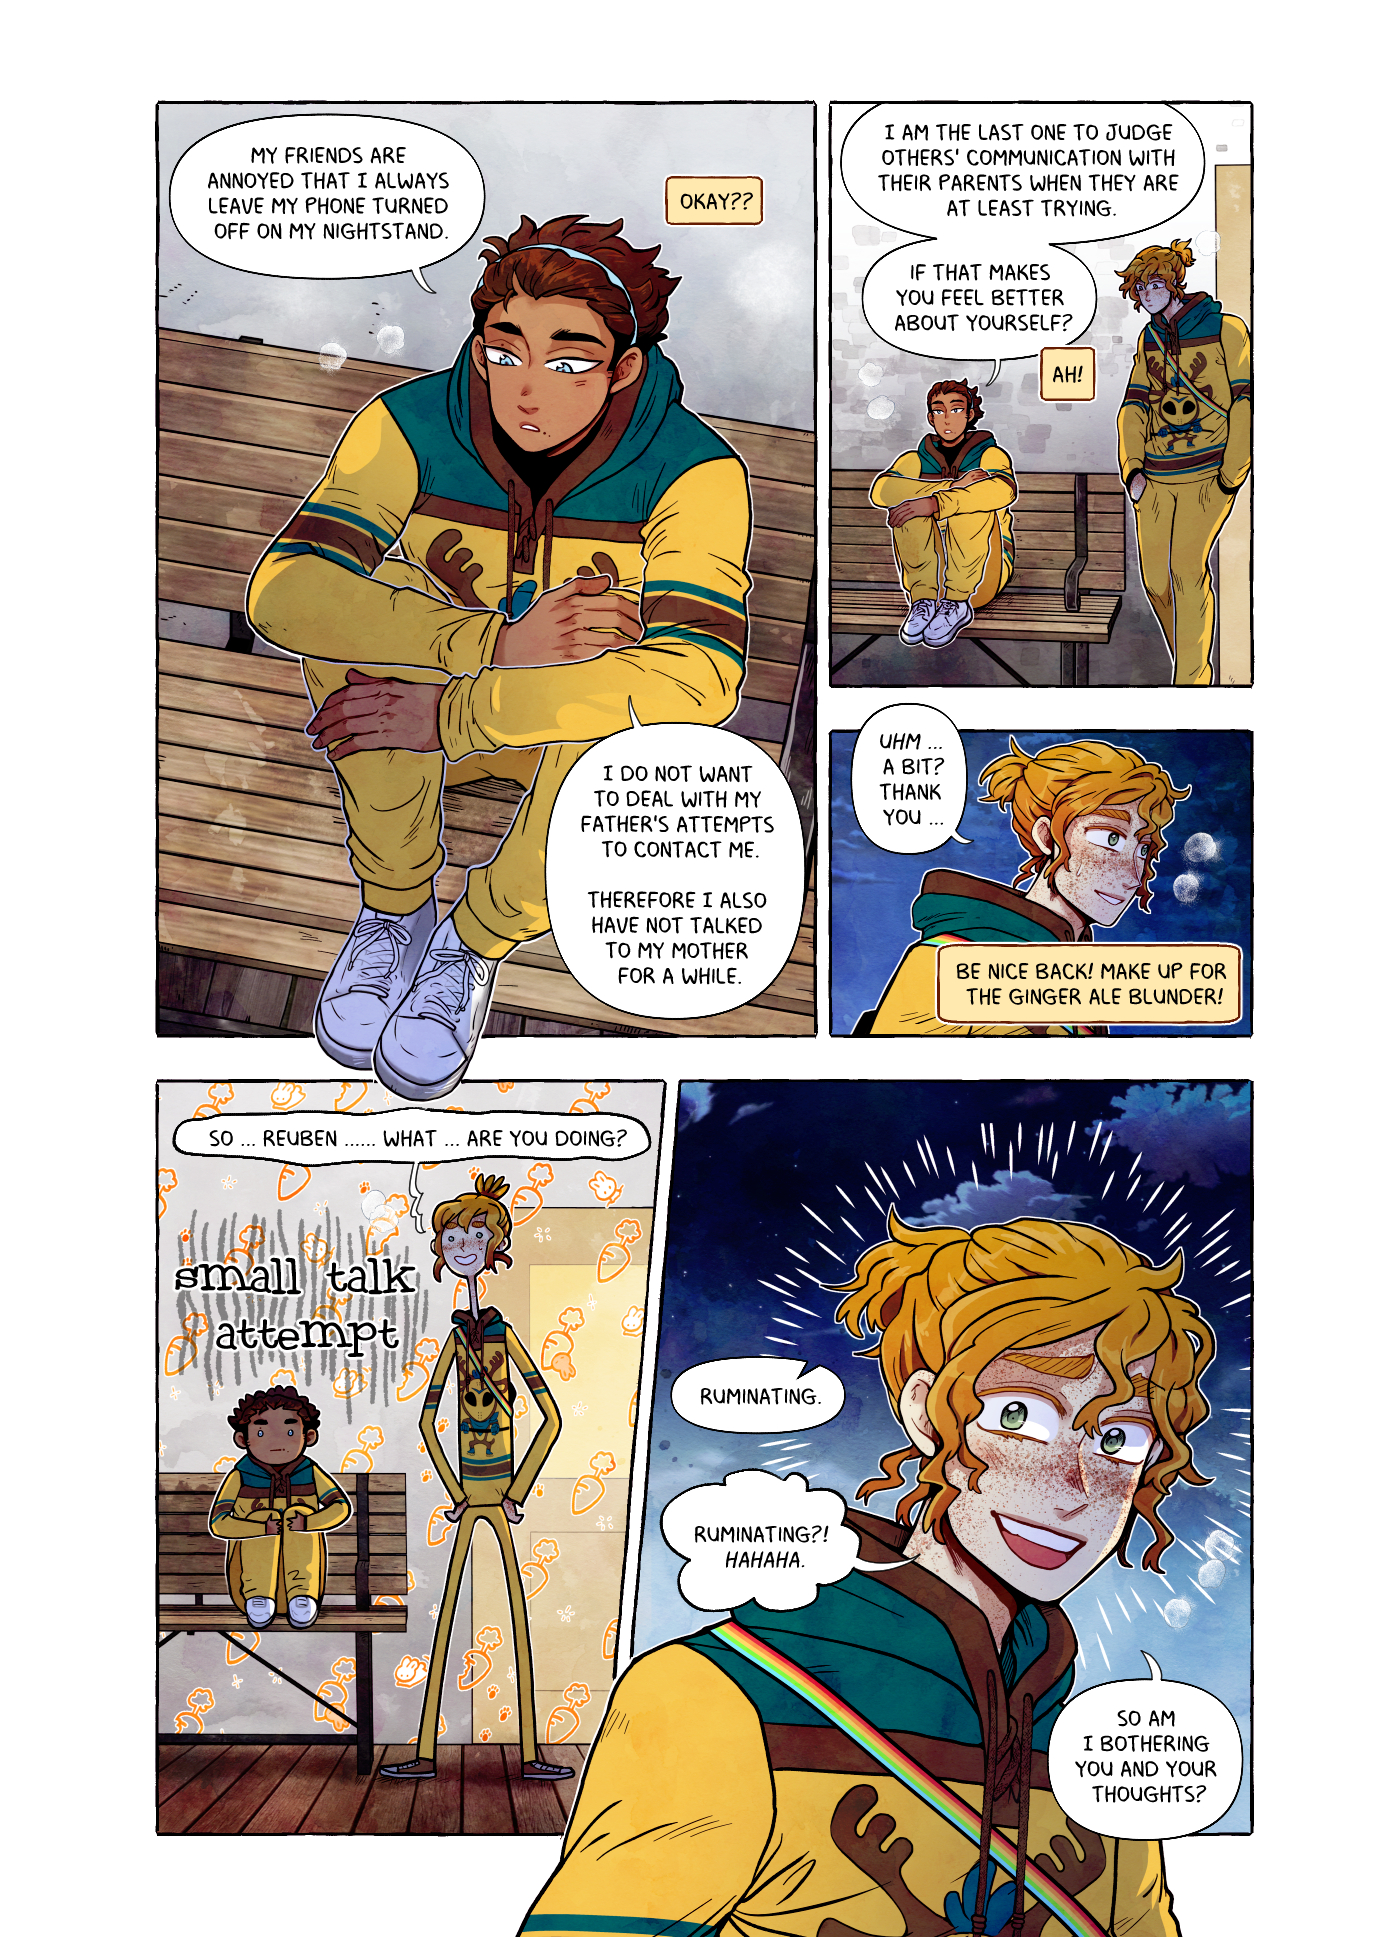 MY FRIENDS ARE
ANNOYED THAT I ALWAYS
LEAVE MY PHONE TURNED
OFF ON MY NIGHTSTAND.
OKAY??
I DO NOT WANT
TO DEAL WITH MY
FATHER'S ATTEMPTS
TO CONTACT ME.
THEREFORE I ALSO
HAVE NOT TALKED
TO MY MOTHER
FOR A WHILE.
I AM THE LAST ONE TO JUDGE
OTHERS' COMMUNICATION WITH
THEIR PARENTS WHEN THEY ARE
AT LEAST TRYING.
IF THAT MAKES
YOU FEEL BETTER
ABOUT YOURSELF?
AH!
UHM ...
A BIT?
THANK
YOU ...
BE NICE BACK! MAKE UP FOR
THE GINGER ALE BLUNDER!
SO ... REUBEN ...... WHAT ... ARE YOU DOING?
small talk
attempt
RUMINATING.
RUMINATING?!
HAHAHA.
SO AM
I BOTHERING
YOU AND YOUR
THOUGHTS?